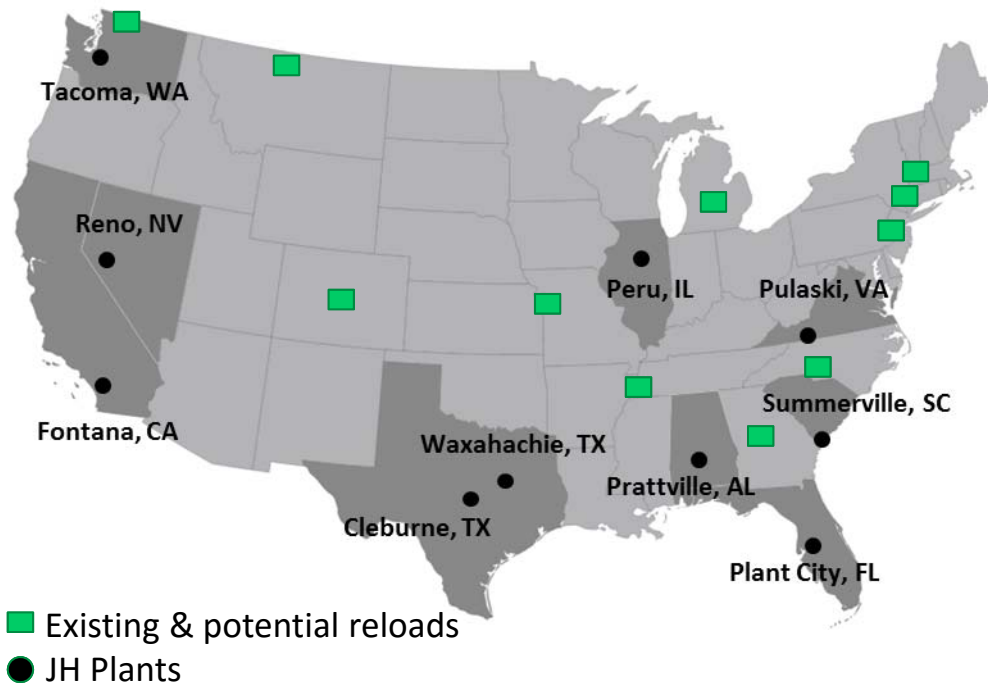 Tacoma, WA
Reno, NV
Peru, IL
Pulaski, VA
Fontana, CA
Summerville, SC
Waxahachie, TX
Prattville, AL
Cleburne, TX
Plant City, FL
Existing & potential reloads
JH Plants